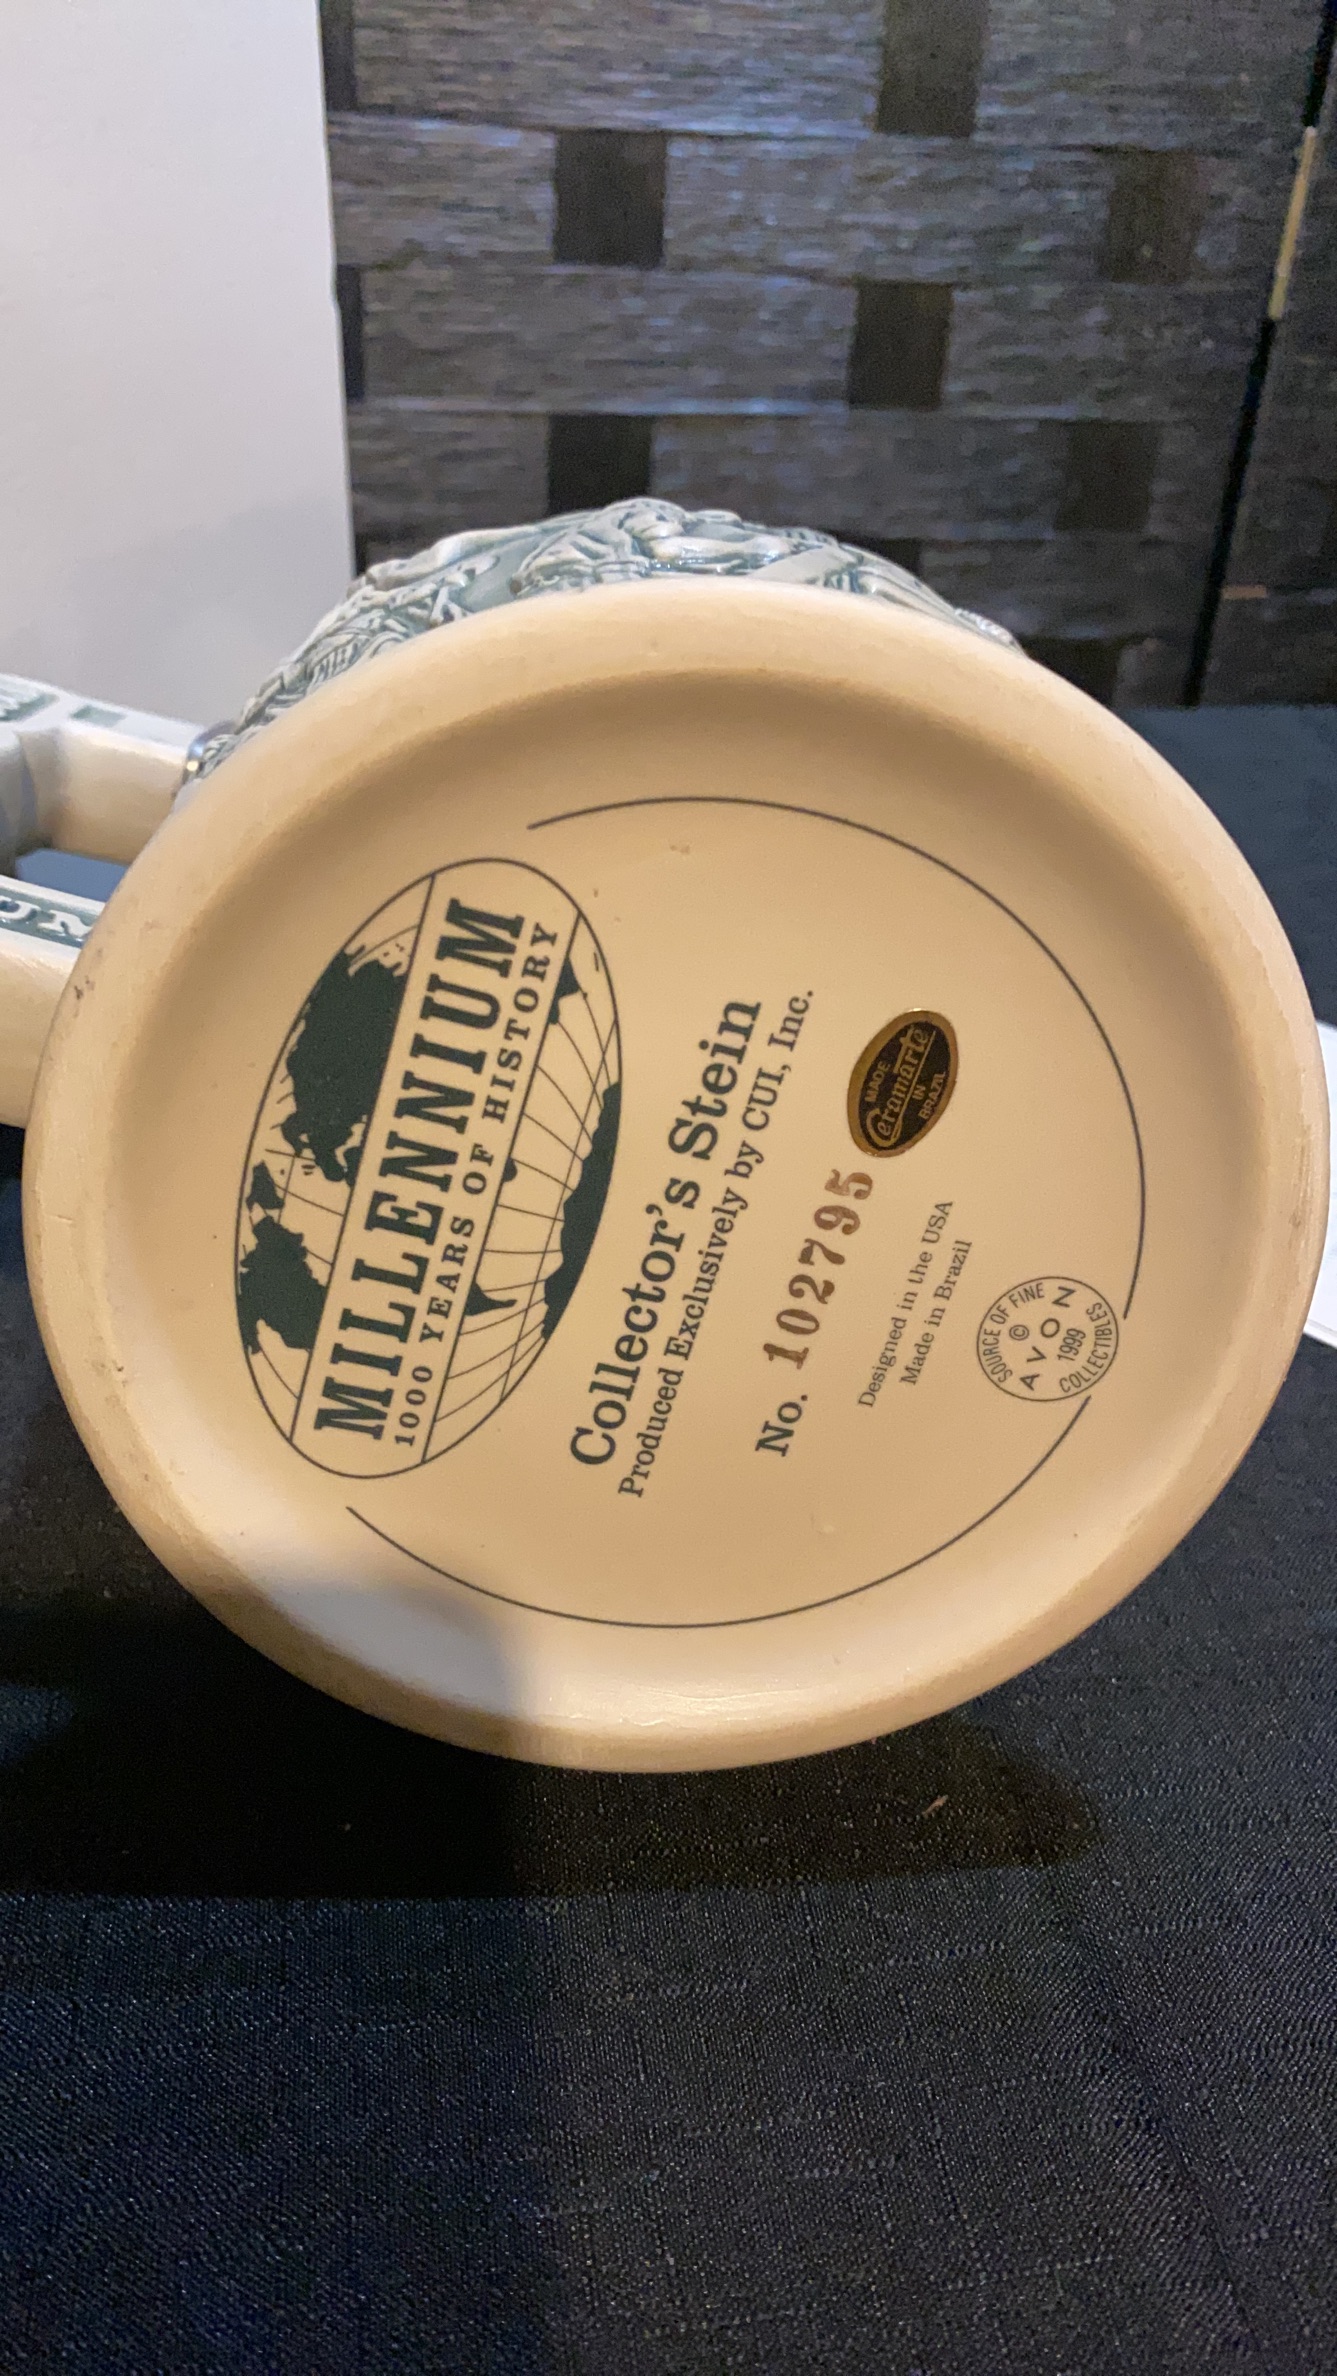 MILLENNIUM
1000 YEARS OF HISTORY
Collector's Stein
Produced Exclusively by CUI, Inc.
No. 102795
MADE
Ceramarte
IN
BRAZIL
Designed in the USA
Made in Brazil
SOURCE OF FINE
©
AVON
1999
COLLECTIBLES